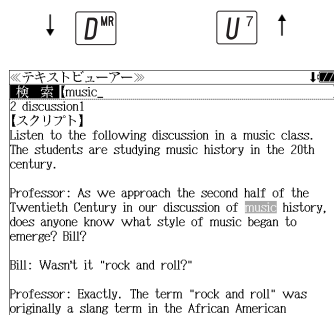 ↓ D MR U 7 ↑
≪テキストビューアー≫
検 索【music_
2 discussion1
【スクリプト】
Listen to the following discussion in a music class.
The students are studying music history in the 20th
century.
Professor: As we approach the second half of the
Twentieth Century in our discussion of music history,
does anyone know what style of music began to
emerge? Bill?
Bill: Wasn't it "rock and roll?"
Professor: Exactly. The term "rock and roll" was
originally a slang term in the African American